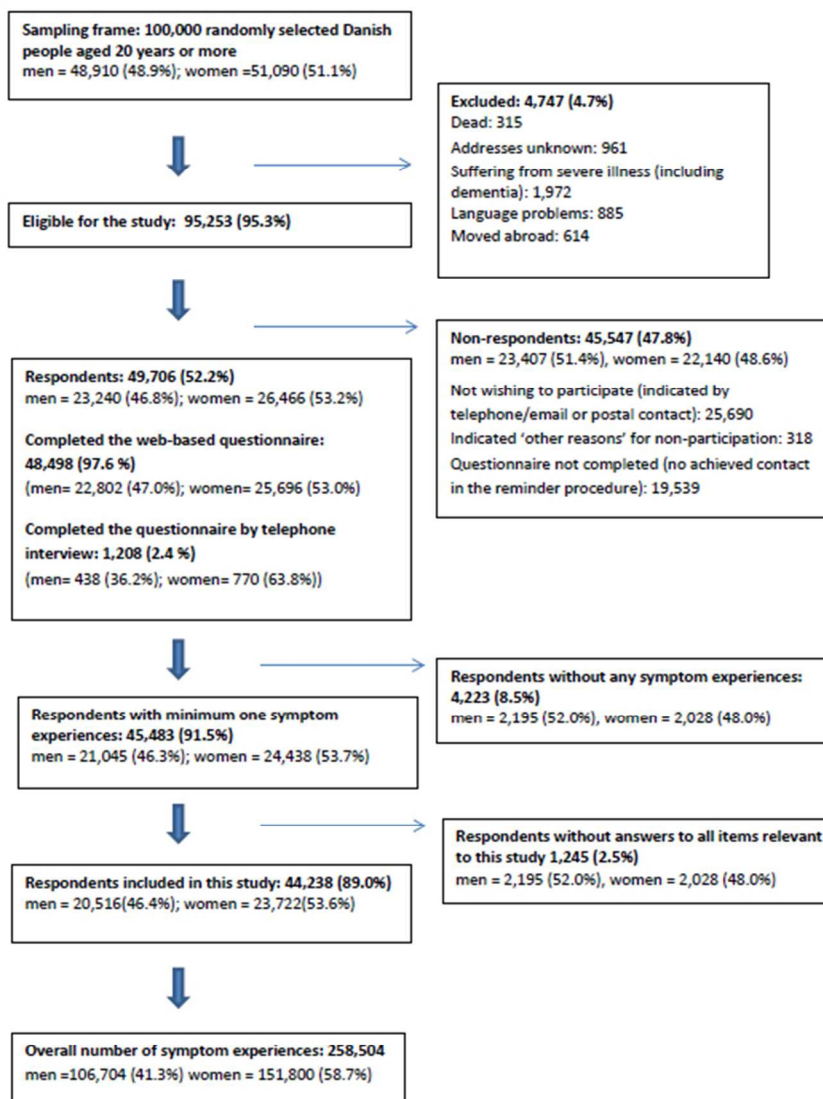 Sampling frame: 100,000 randomly selected Danish
people aged 20 years or more
men = 48,910 (48.9%); women =51,090 (51.1%)
Excluded: 4,747 (4.7%)
Dead: 315
Addresses unknown: 961
Suffering from severe illness (including
dementia): 1,972
Language problems: 885
Moved abroad: 614
Eligible for the study: 95,253 (95.3%)
Non-respondents: 45,547 (47.8%)
men = 23,407 (51.4%), women = 22,140 (48.6%)
Not wishing to participate (indicated by
telephone/email or postal contact): 25,690
Indicated 'other reasons' for non-participation: 318
Questionnaire not completed (no achieved contact
in the reminder procedure): 19,539
Respondents: 49,706 (52.2%)
men = 23,240 (46.8%); women = 26,466 (53.2%)
Completed the web-based questionnaire:
48,498 (97.6 %)
(men= 22,802 (47.0%); women= 25,696 (53.0%)
Completed the questionnaire by telephone
interview: 1,208 (2.4 %)
(men= 438 (36.2%); women= 770 (63.8%))
Respondents without any symptom experiences:
4,223 (8.5%)
men = 2,195 (52.0%), women = 2,028 (48.0%)
Respondents with minimum one symptom
experiences: 45,483 (91.5%)
men = 21,045 (46.3%); women = 24,438 (53.7%)
Respondents without answers to all items relevant
to this study 1,245 (2.5%)
men = 2,195 (52.0%), women = 2,028 (48.0%)
Respondents included in this study: 44,238 (89.0%)
men = 20,516(46.4%); women = 23,722(53.6%)
Overall number of symptom experiences: 258,504
men =106,704 (41.3%) women = 151,800 (58.7%)